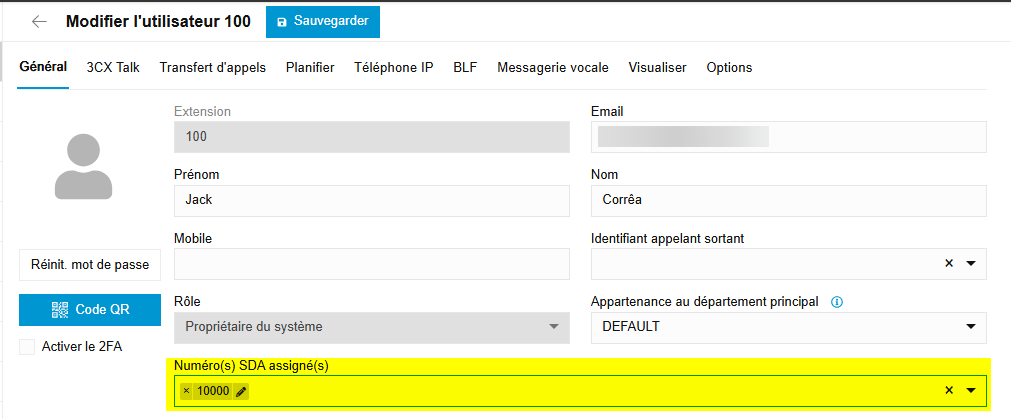 Modifier l'utilisateur 100 Sauvegarder
Général 3CX Talk Transfert d'appels Planifier Téléphone IP BLF Messagerie vocale Visualiser Options
Extension Email
100
Prénom Nom
Jack Corrêa
Mobile Identifiant appelant sortant
Réinit. mot de passe
Code QR
Rôle Appartenance au département principal
Propriétaire du système DEFAULT
Activer le 2FA
Numéro(s) SDA assigné(s)
× 10000 ×